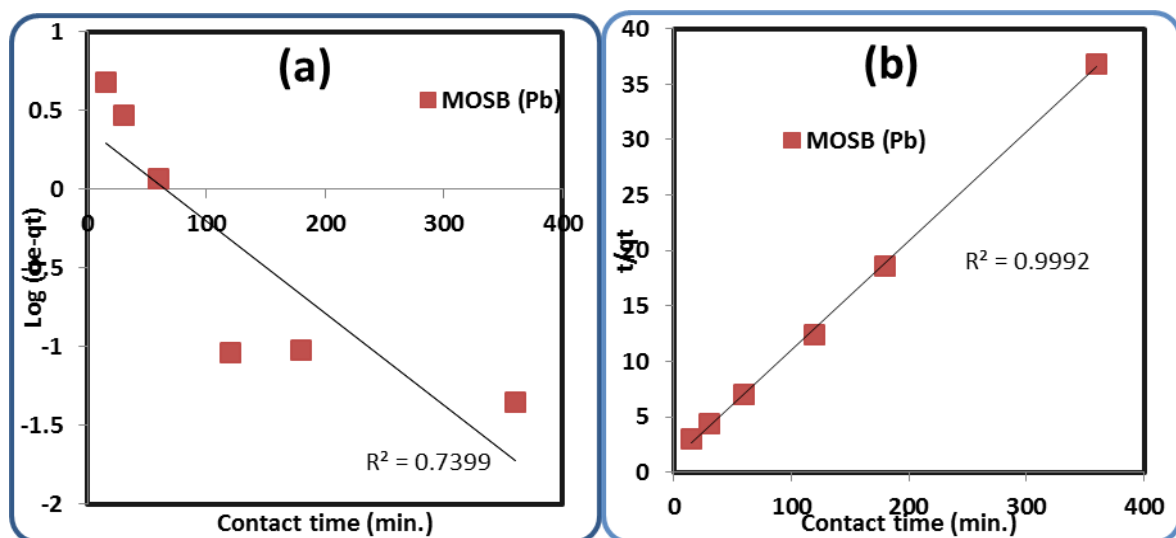 (a)
MOSB (Pb)
1
0.5
0
-0.5
-1
-1.5
-2
0
100
200
300
400
Log (qe-qt)
R² = 0.7399
Contact time (min.)
(b)
MOSB (Pb)
40
35
30
25
20
15
10
5
0
t/qt
R² = 0.9992
0
100
200
300
400
Contact time (min.)